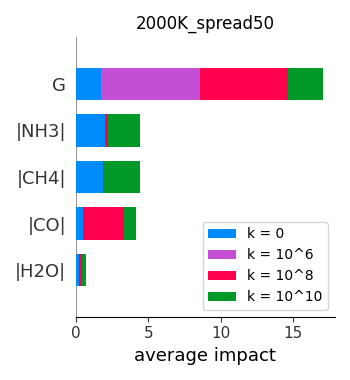 2000K_spread50
G
|NH3|
|CH4|
|CO|
|H2O|
k = 0
k = 10^6
k = 10^8
k = 10^10
0 5 10 15
average impact